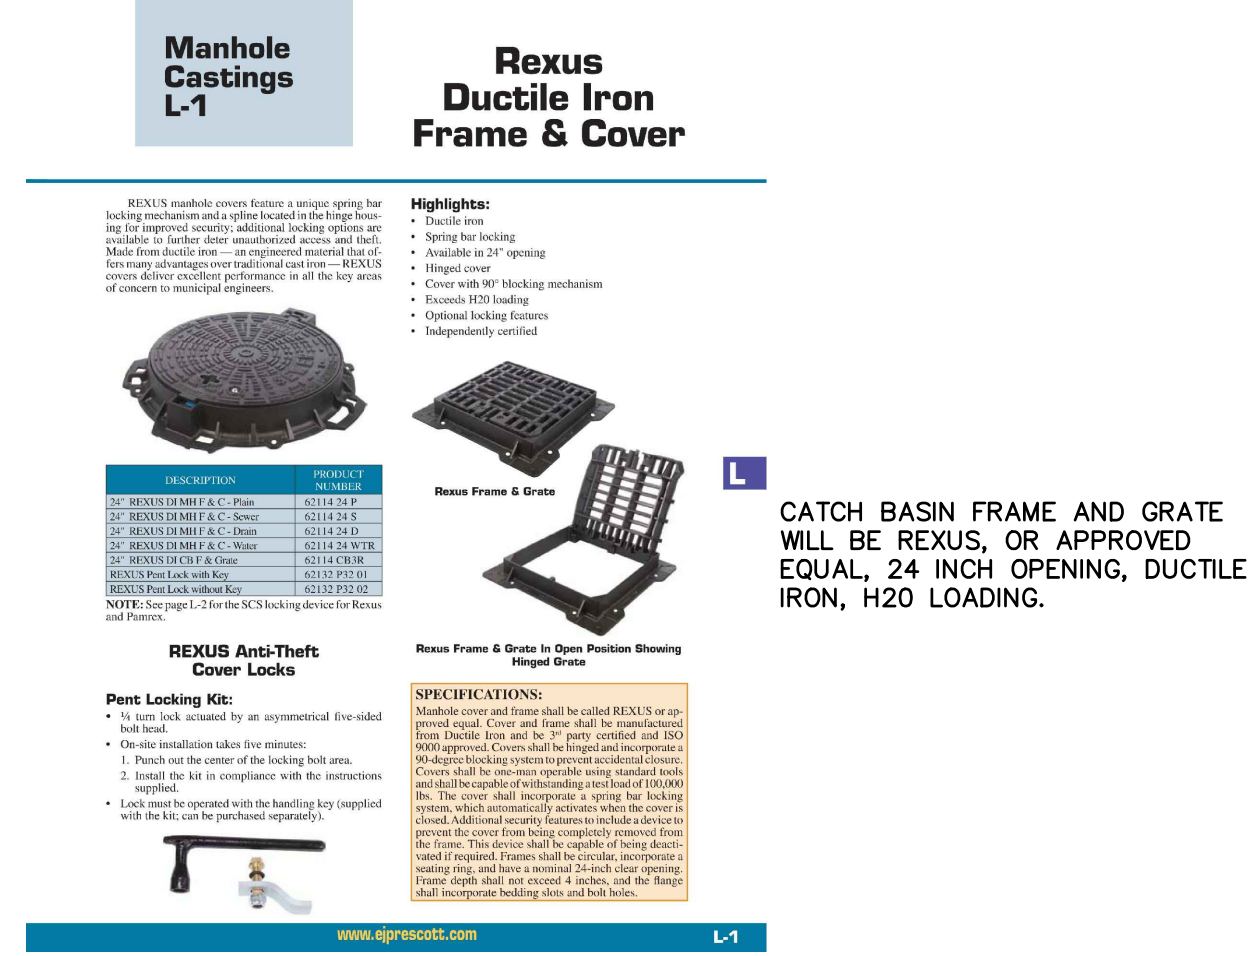 Manhole
Castings
L-1
Rexus
Ductile Iron
Frame & Cover
REXUS manhole covers feature a unique spring bar
locking mechanism and a spline located in the hinge hous-
ing for improved security; additional locking options are
available to further deter unauthorized access and theft.
Made from ductile iron — an engineered material that of-
fers many advantages over traditional cast iron — REXUS
covers deliver excellent performance in all the key areas
of concern to municipal engineers.
DESCRIPTION PRODUCT NUMBER
24" REXUS DI MH F & C - Plain 62114 24 P
24" REXUS DI MH F & C - Sewer 62114 24 S
24" REXUS DI MH F & C - Drain 62114 24 D
24" REXUS DI MH F & C - Water 62114 24 WTR
24" REXUS DI CB F & Grate 62114 CB3R
REXUS Pent Lock with Key 62132 P32 01
REXUS Pent Lock without Key 62132 P32 02
NOTE: See page L-2 for the SCS locking device for Rexus
and Pamrex.
REXUS Anti-Theft
Cover Locks
Pent Locking Kit:
• ¼ turn lock actuated by an asymmetrical five-sided
bolt head.
• On-site installation takes five minutes:
1. Punch out the center of the locking bolt area.
2. Install the kit in compliance with the instructions
supplied.
• Lock must be operated with the handling key (supplied
with the kit; can be purchased separately).
Highlights:
• Ductile iron
• Spring bar locking
• Available in 24" opening
• Hinged cover
• Cover with 90° blocking mechanism
• Exceeds H20 loading
• Optional locking features
• Independently certified
Rexus Frame & Grate
Rexus Frame & Grate In Open Position Showing
Hinged Grate
SPECIFICATIONS:
Manhole cover and frame shall be called REXUS or ap-
proved equal. Cover and frame shall be manufactured
from Ductile Iron and be 3rd party certified and ISO
9000 approved. Covers shall be hinged and incorporate a
90-degree blocking system to prevent accidental closure.
Covers shall be one-man operable using standard tools
and shall be capable of withstanding a test load of 100,000
lbs. The cover shall incorporate a spring bar locking
system, which automatically activates when the cover is
closed. Additional security features to include a device to
prevent the cover from being completely removed from
the frame. This device shall be capable of being deacti-
vated if required. Frames shall be circular, incorporate a
seating ring, and have a nominal 24-inch clear opening.
Frame depth shall not exceed 4 inches, and the flange
shall incorporate bedding slots and bolt holes.
L
CATCH BASIN FRAME AND GRATE
WILL BE REXUS, OR APPROVED
EQUAL, 24 INCH OPENING, DUCTILE
IRON, H20 LOADING.
www.ejprescott.com
L-1